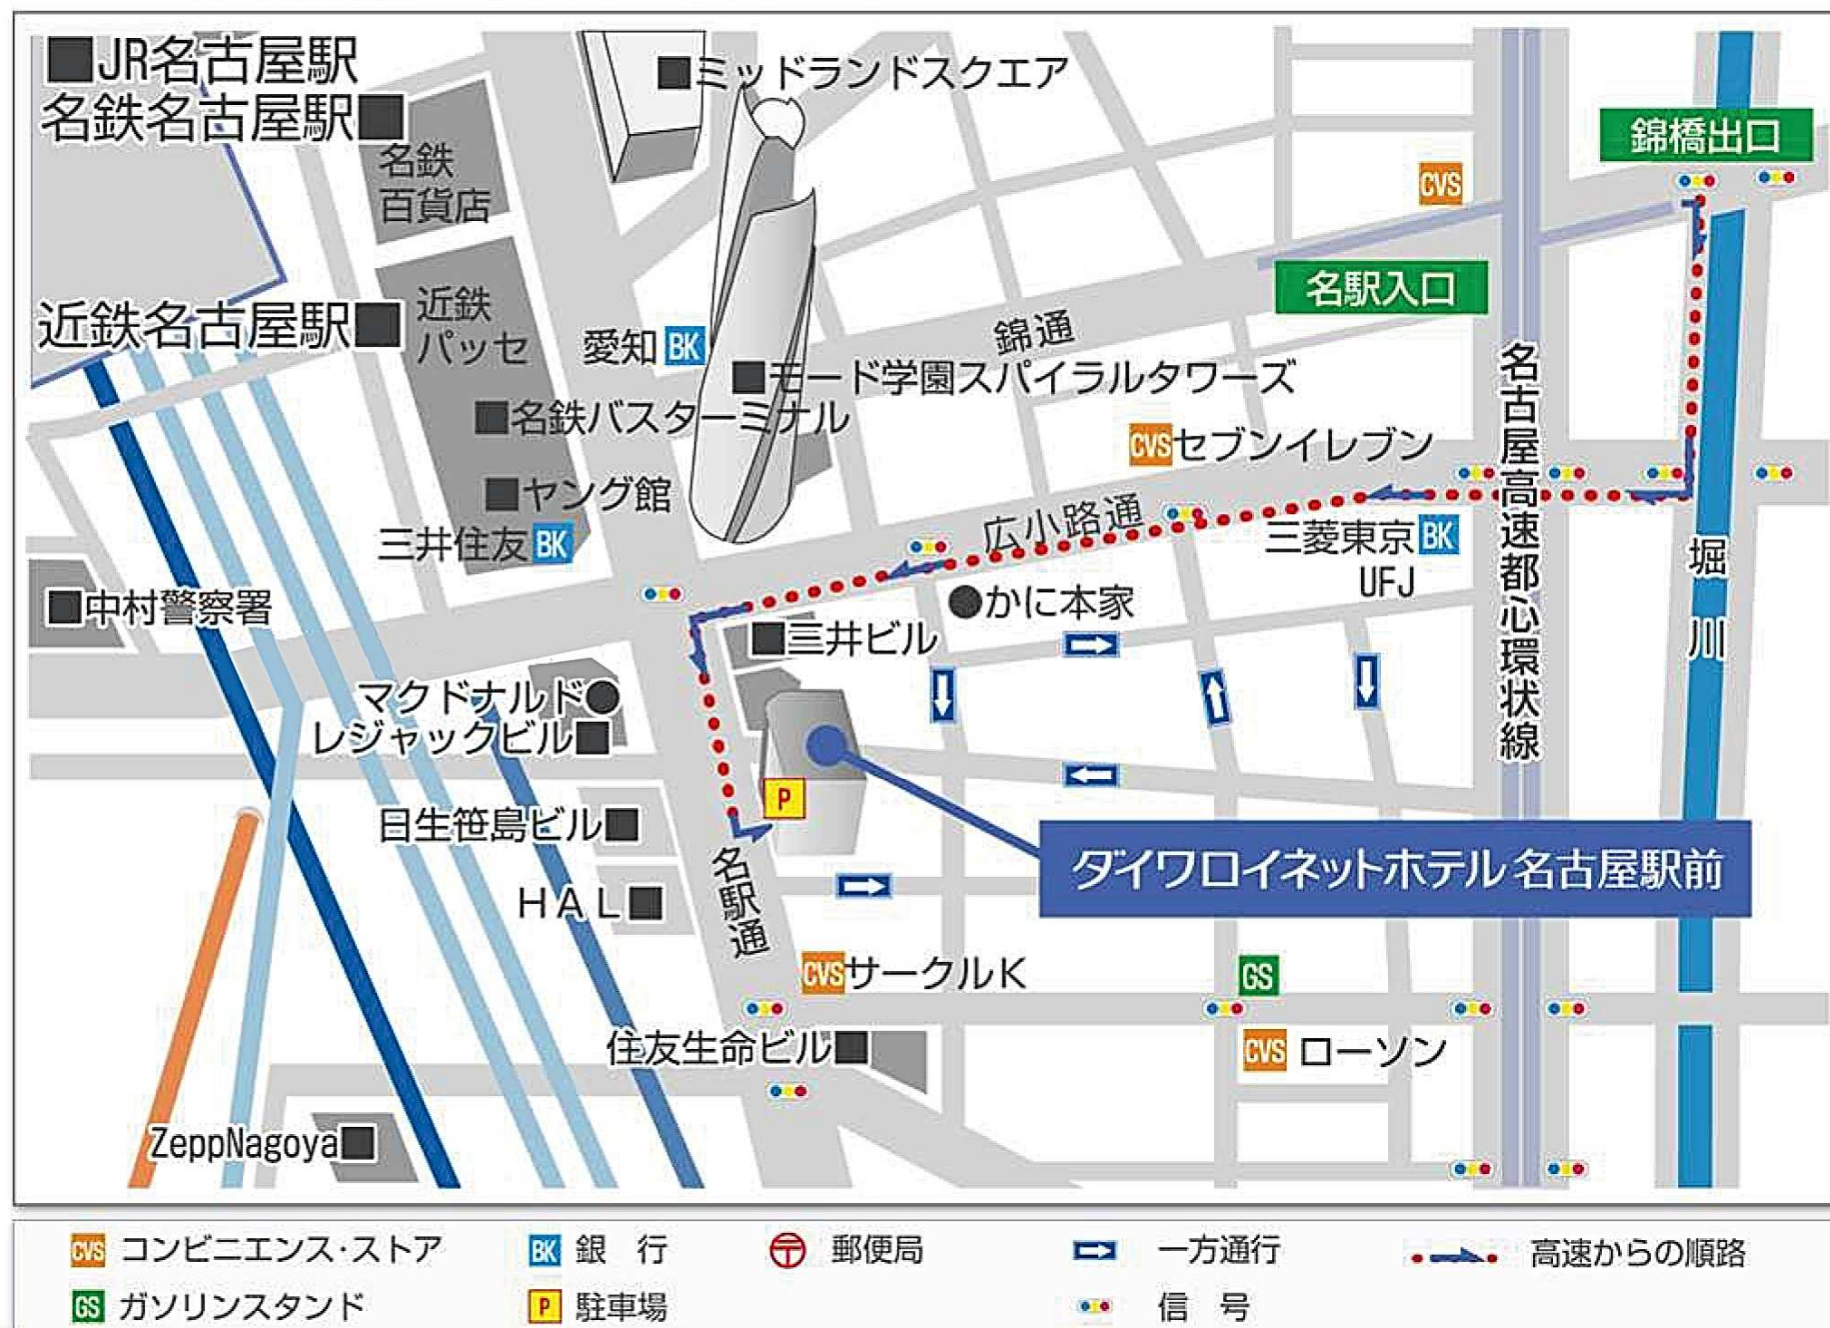 ■JR名古屋駅
名鉄名古屋駅■
■ミッドランドスクエア
錦橋出口
名鉄
百貨店
CVS
名駅入口
近鉄名古屋駅■
近鉄
パッセ
愛知 BK
錦通
■モード学園スパイラルタワーズ
■名鉄バスターミナル
CVS セブンイレブン
名古屋高速都心環状線
■ヤング館
三井住友 BK
広小路通
三菱東京 BK
UFJ
堀川
■中村警察署
●かに本家
■三井ビル
マクドナルド●
レジャックビル■
P
日生笹島ビル■
ダイワロイネットホテル 名古屋駅前
HAL■
名駅通
CVS サークルK
GS
住友生命ビル■
CVS ローソン
ZeppNagoya■
CVS コンビニエンス・ストア
BK 銀 行
〒 郵便局
一方通行
高速からの順路
GS ガソリンスタンド
P 駐車場
信 号